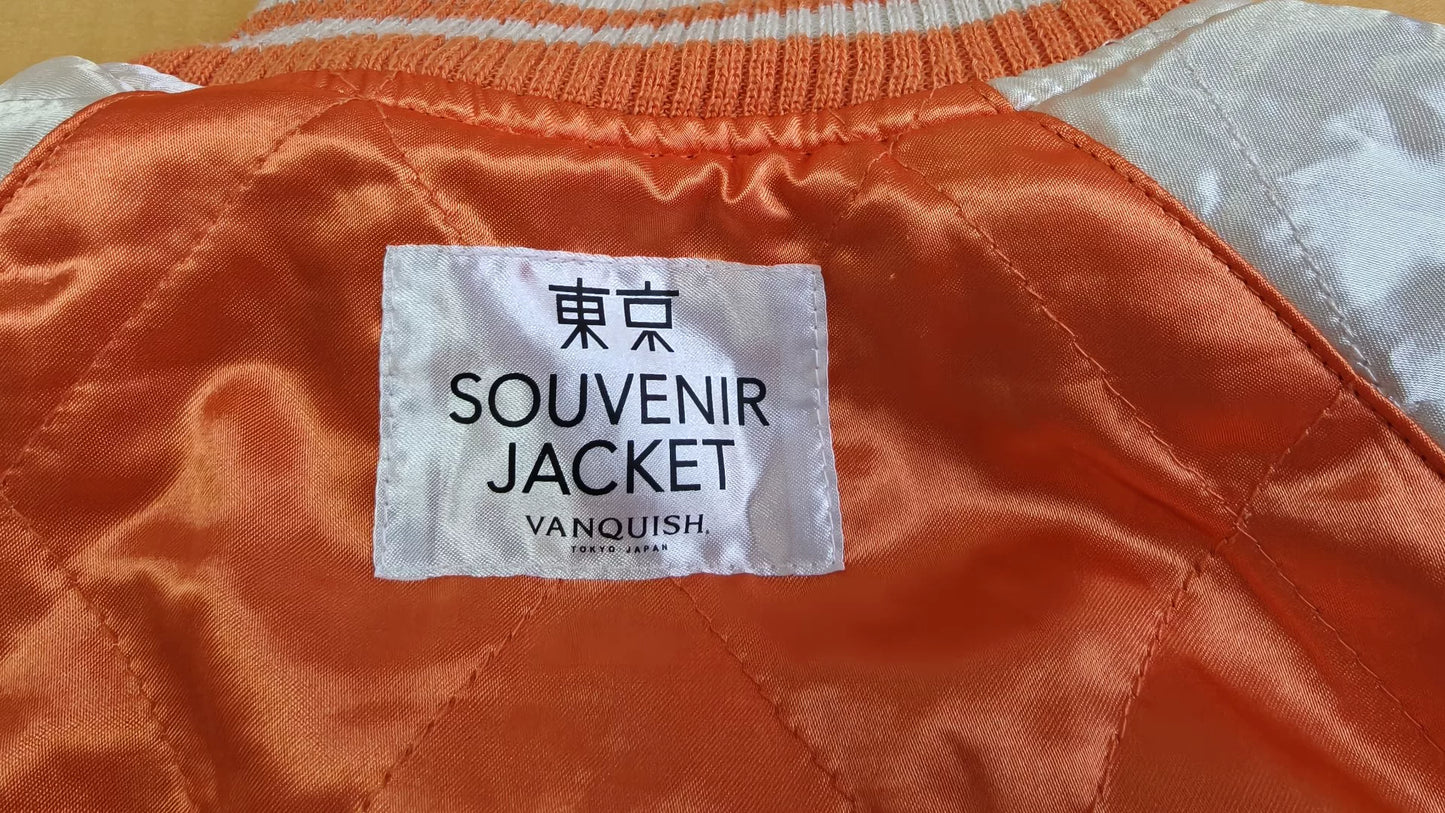 東京
SOUVENIR
JACKET
VANQUISH.
TOKYO·JAPAN